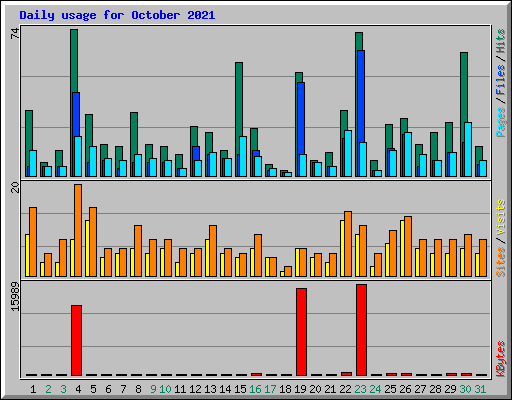 Daily usage for October 2021
74
Pages / Files / Hits
20
Sites / Visits
15989
KBytes
1 2 3 4 5 6 7 8 9 10 11 12 13 14 15 16 17 18 19 20 21 22 23 24 25 26 27 28 29 30 31